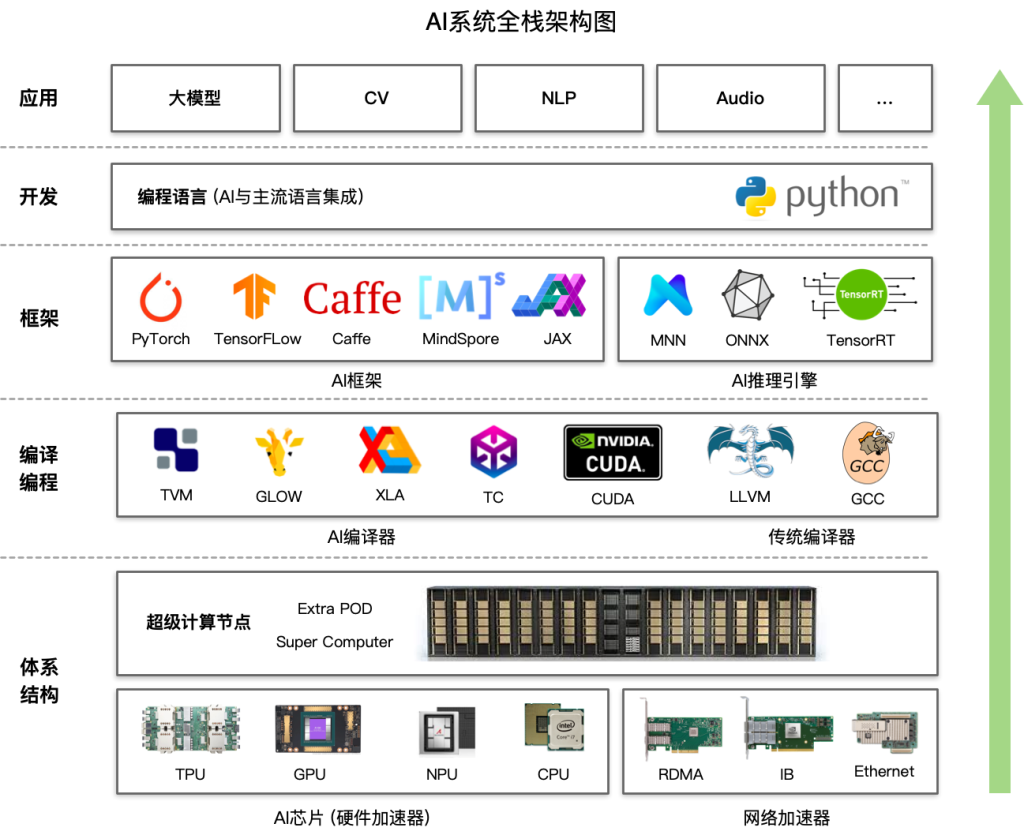 AI系统全栈架构图
应用
大模型
CV
NLP
Audio
...
开发
编程语言 (AI与主流语言集成)
python™
框架
Caffe
[M]s
JAX
TensorRT
PyTorch
TensorFLow
Caffe
MindSpore
JAX
MNN
ONNX
TensorRT
AI框架
AI推理引擎
编译
编程
NVIDIA.
CUDA.
GCC
TVM
GLOW
XLA
TC
CUDA
LLVM
GCC
AI编译器
传统编译器
体系
结构
超级计算节点
Extra POD
Super Computer
intel
CORE i7
TPU
GPU
NPU
CPU
RDMA
IB
Ethernet
AI芯片 (硬件加速器)
网络加速器